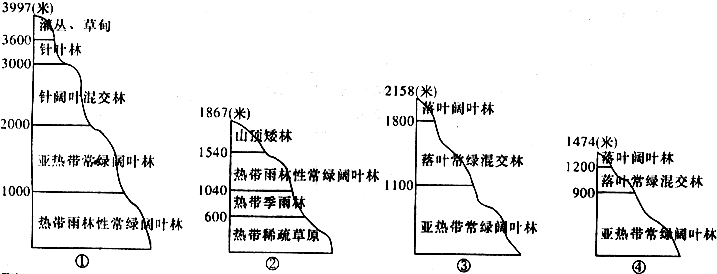 3997(米)
灌丛、草甸
3600
针叶林
3000
针阔叶混交林
2000
亚热带常绿阔叶林
1000
热带雨林性常绿阔叶林
①
1867(米)
山顶矮林
1540
热带雨林性常绿阔叶林
1040
热带季雨林
600
热带稀疏草原
②
2158(米)
落叶阔叶林
1800
落叶常绿混交林
1100
亚热带常绿阔叶林
③
1474(米)
落叶阔叶林
1200
落叶常绿混交林
900
亚热带常绿阔叶林
④